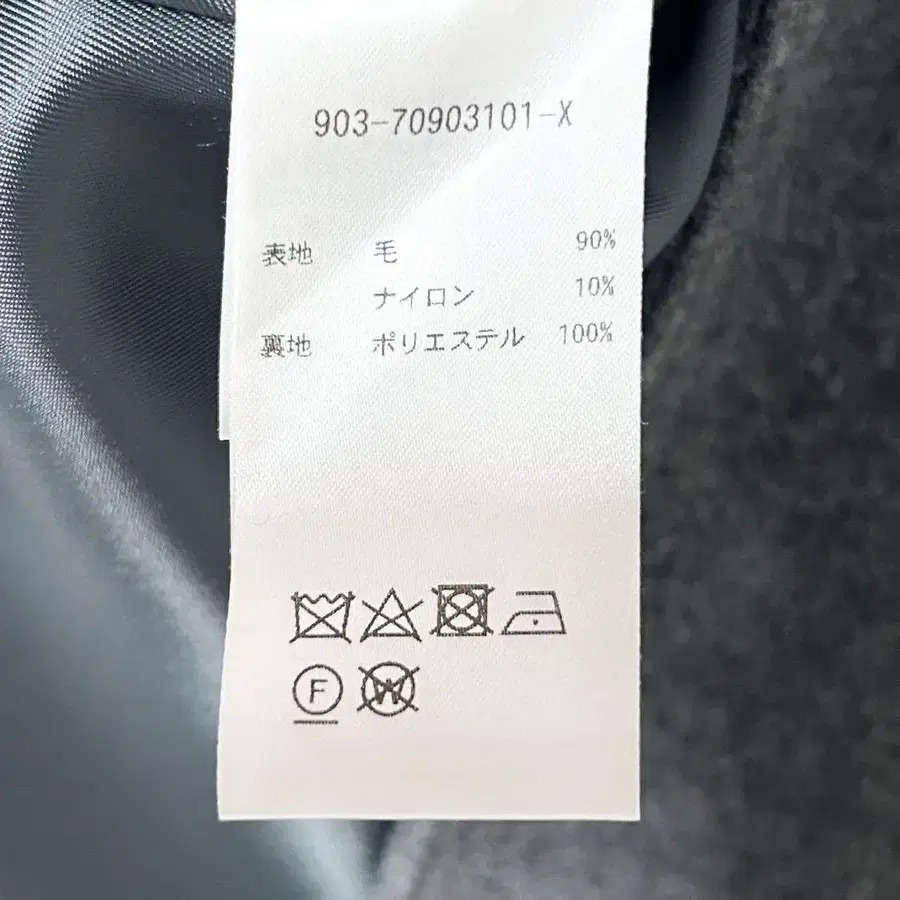 903-70903101-X
表地 毛 90%
ナイロン 10%
裏地 ポリエステル 100%
F W